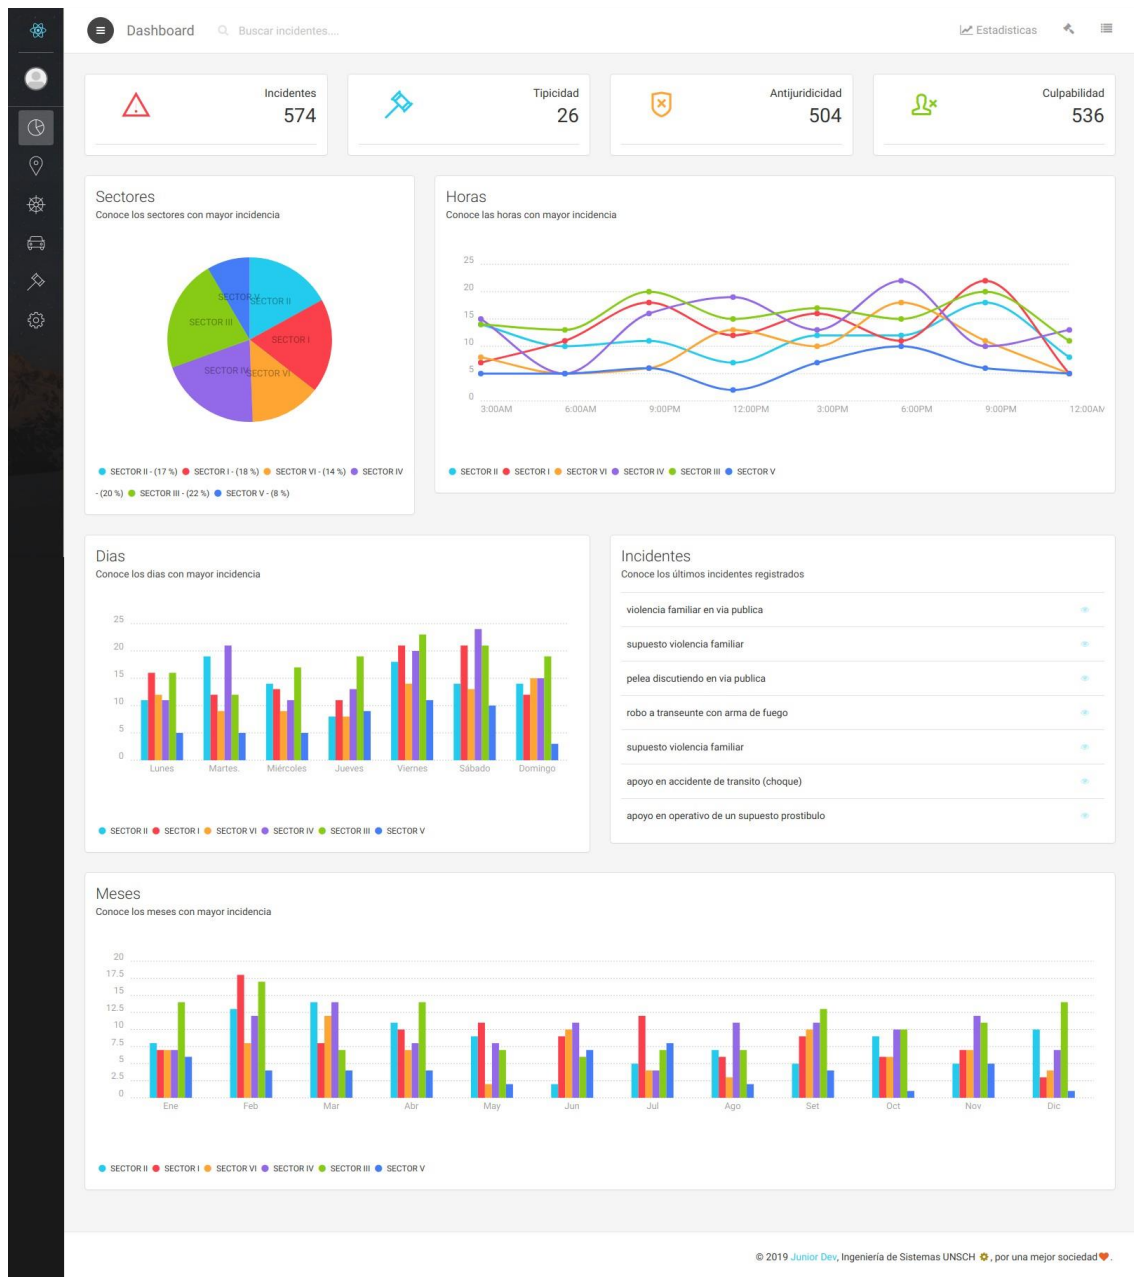 Dashboard Buscar incidentes.... Estadisticas
Incidentes
574
Tipicidad
26
Antijuridicidad
504
Culpabilidad
536
Sectores
Conoce los sectores con mayor incidencia
SECTOR V
SECTOR II
SECTOR III
SECTOR I
SECTOR IV
SECTOR VI
SECTOR II - (17 %) SECTOR I - (18 %) SECTOR VI - (14 %) SECTOR IV
- (20 %) SECTOR III - (22 %) SECTOR V - (8 %)
Horas
Conoce las horas con mayor incidencia
25
20
15
10
5
0
3:00AM 6:00AM 9:00PM 12:00PM 3:00PM 6:00PM 9:00PM 12:00AM
SECTOR II SECTOR I SECTOR VI SECTOR IV SECTOR III SECTOR V
Dias
Conoce los dias con mayor incidencia
25
20
15
10
5
0
Lunes Martes Miércoles Jueves Viernes Sábado Domingo
SECTOR II SECTOR I SECTOR VI SECTOR IV SECTOR III SECTOR V
Incidentes
Conoce los últimos incidentes registrados
violencia familiar en via publica
supuesto violencia familiar
pelea discutiendo en via publica
robo a transeunte con arma de fuego
supuesto violencia familiar
apoyo en accidente de transito (choque)
apoyo en operativo de un supuesto prostibulo
Meses
Conoce los meses con mayor incidencia
20
17.5
15
12.5
10
7.5
5
2.5
0
Ene Feb Mar Abr May Jun Jul Ago Set Oct Nov Dic
SECTOR II SECTOR I SECTOR VI SECTOR IV SECTOR III SECTOR V
© 2019 Junior Dev, Ingeniería de Sistemas UNSCH , por una mejor sociedad .